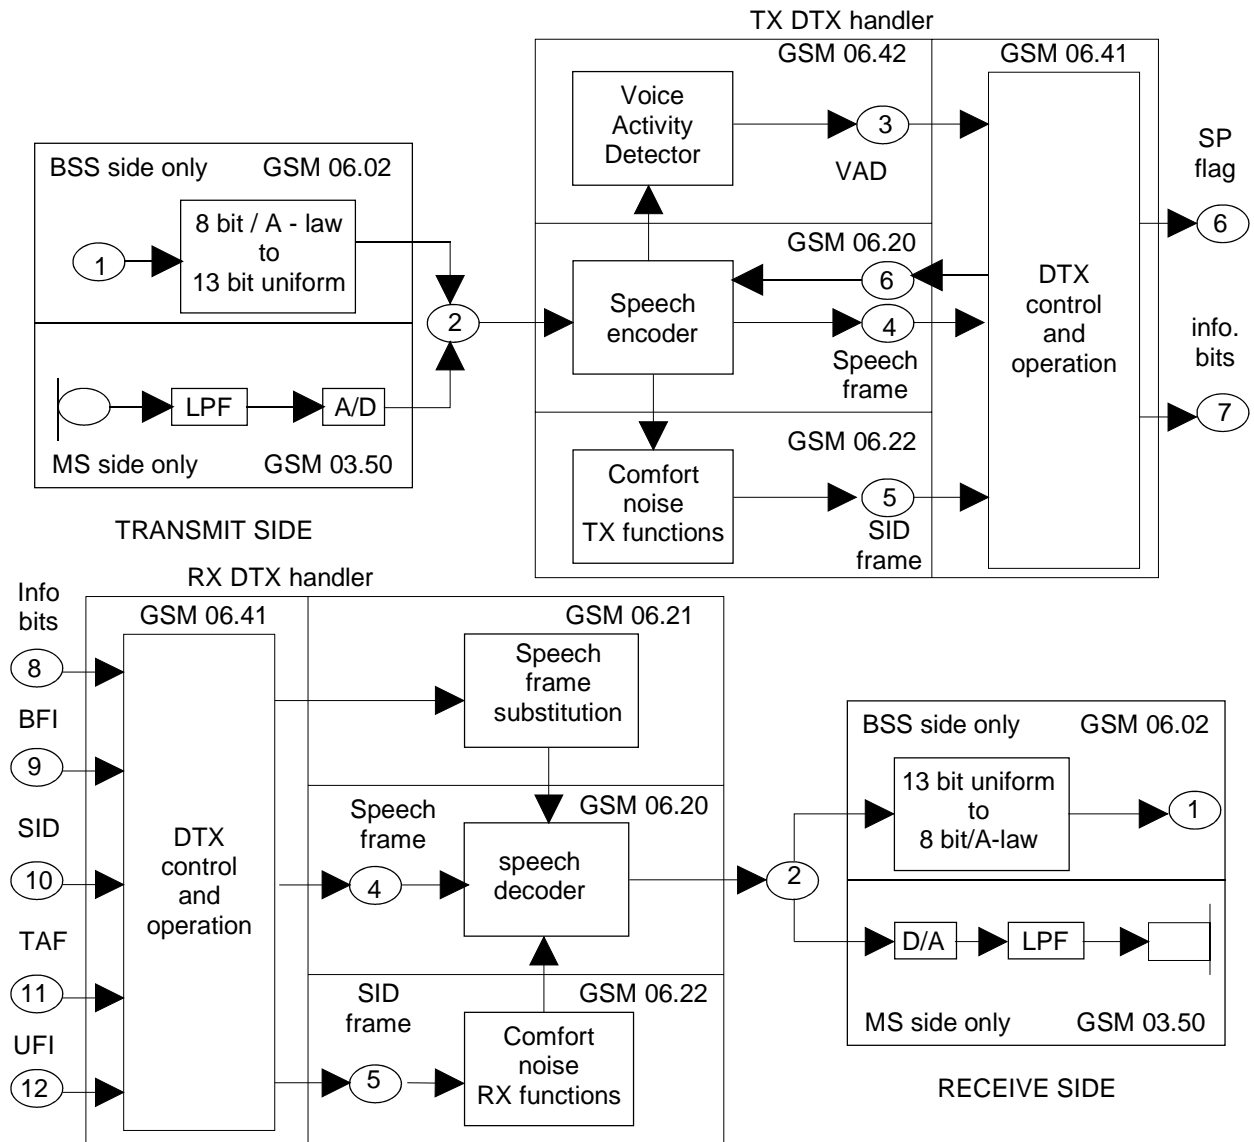 TX DTX handler
GSM 06.42
GSM 06.41
Voice
Activity
Detector
3
VAD
SP
flag
6
BSS side only
GSM 06.02
1
8 bit / A - law
to
13 bit uniform
2
GSM 06.20
Speech
encoder
6
4
Speech
frame
DTX
control
and
operation
info.
bits
7
LPF
A/D
MS side only
GSM 03.50
GSM 06.22
Comfort
noise
TX functions
5
SID
frame
TRANSMIT SIDE
RX DTX handler
Info
bits
8
BFI
9
SID
10
TAF
11
UFI
12
GSM 06.41
DTX
control
and
operation
GSM 06.21
Speech
frame
substitution
GSM 06.20
Speech
frame
4
speech
decoder
GSM 06.22
SID
frame
5
Comfort
noise
RX functions
2
BSS side only
GSM 06.02
13 bit uniform
to
8 bit/A-law
1
D/A
LPF
MS side only
GSM 03.50
RECEIVE SIDE